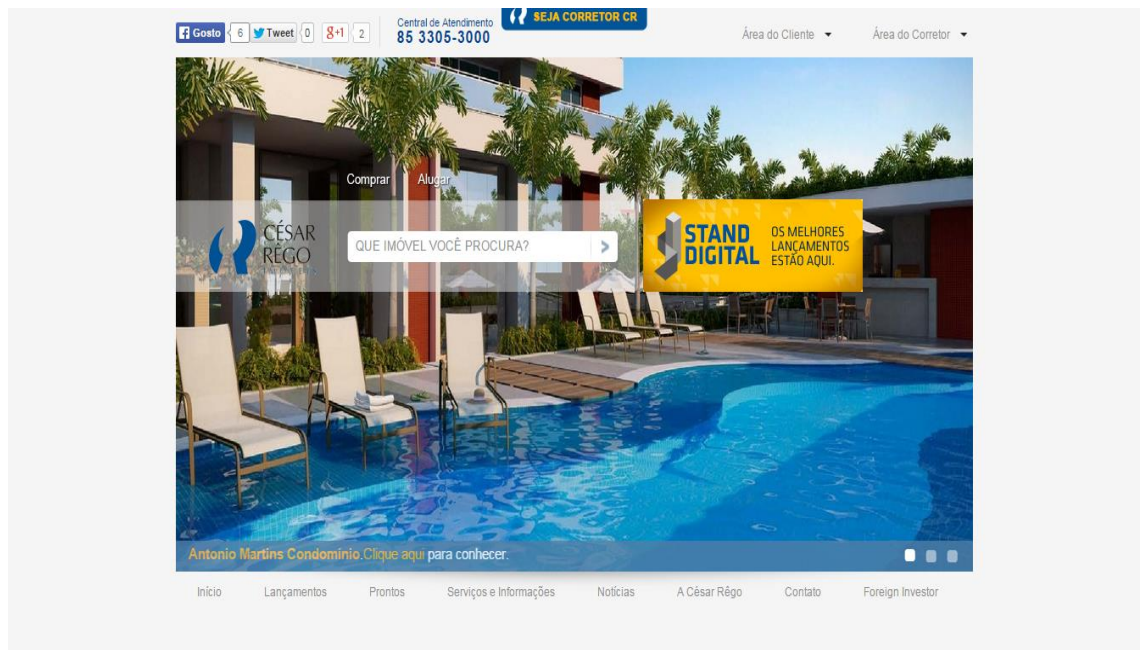 Gosto 6 Tweet 0 g+1 2
Central de Atendimento
85 3305-3000
SEJA CORRETOR CR
Área do Cliente
Área do Corretor
Comprar Alugar
CÉSAR
RÊGO
QUE IMÓVEL VOCÊ PROCURA?
STAND
DIGITAL
OS MELHORES
LANÇAMENTOS
ESTÃO AQUI.
Antonio Martins Condomínio.Clique aqui para conhecer.
Início Lançamentos Prontos Serviços e Informações Notícias A César Rêgo Contato Foreign Investor